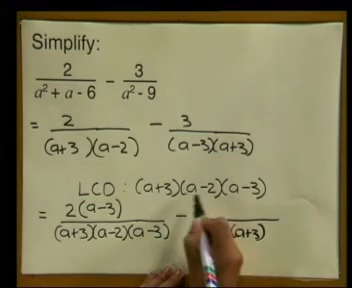 Simplify:
2/(a² + a - 6) - 3/(a² - 9)
= 2/((a+3)(a-2)) - 3/((a-3)(a+3))
LCD: (a+3)(a-2)(a-3)
= 2(a-3)/((a+3)(a-2)(a-3)) - (a+3)